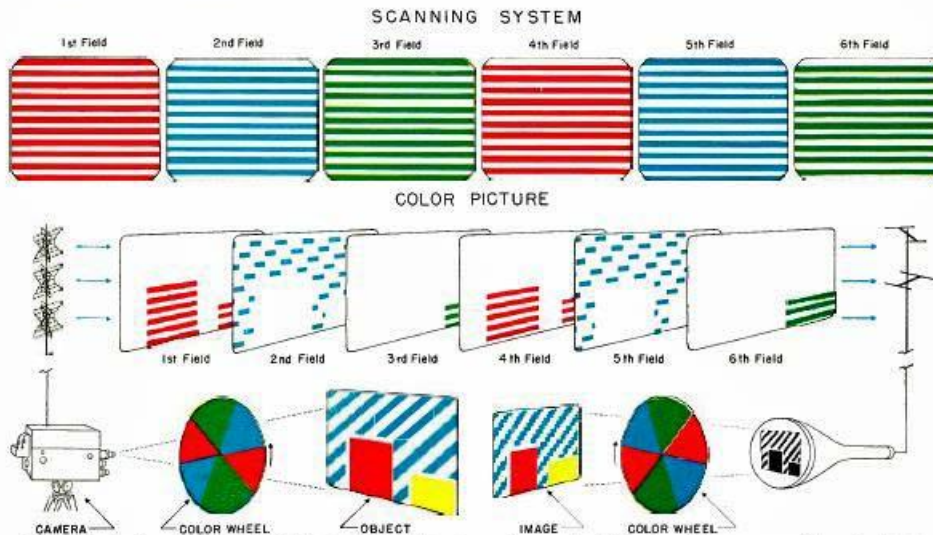 SCANNING SYSTEM
1st Field 2nd Field 3rd Field 4th Field 5th Field 6th Field
COLOR PICTURE
1st Field 2nd Field 3rd Field 4th Field 5th Field 6th Field
CAMERA COLOR WHEEL OBJECT IMAGE COLOR WHEEL